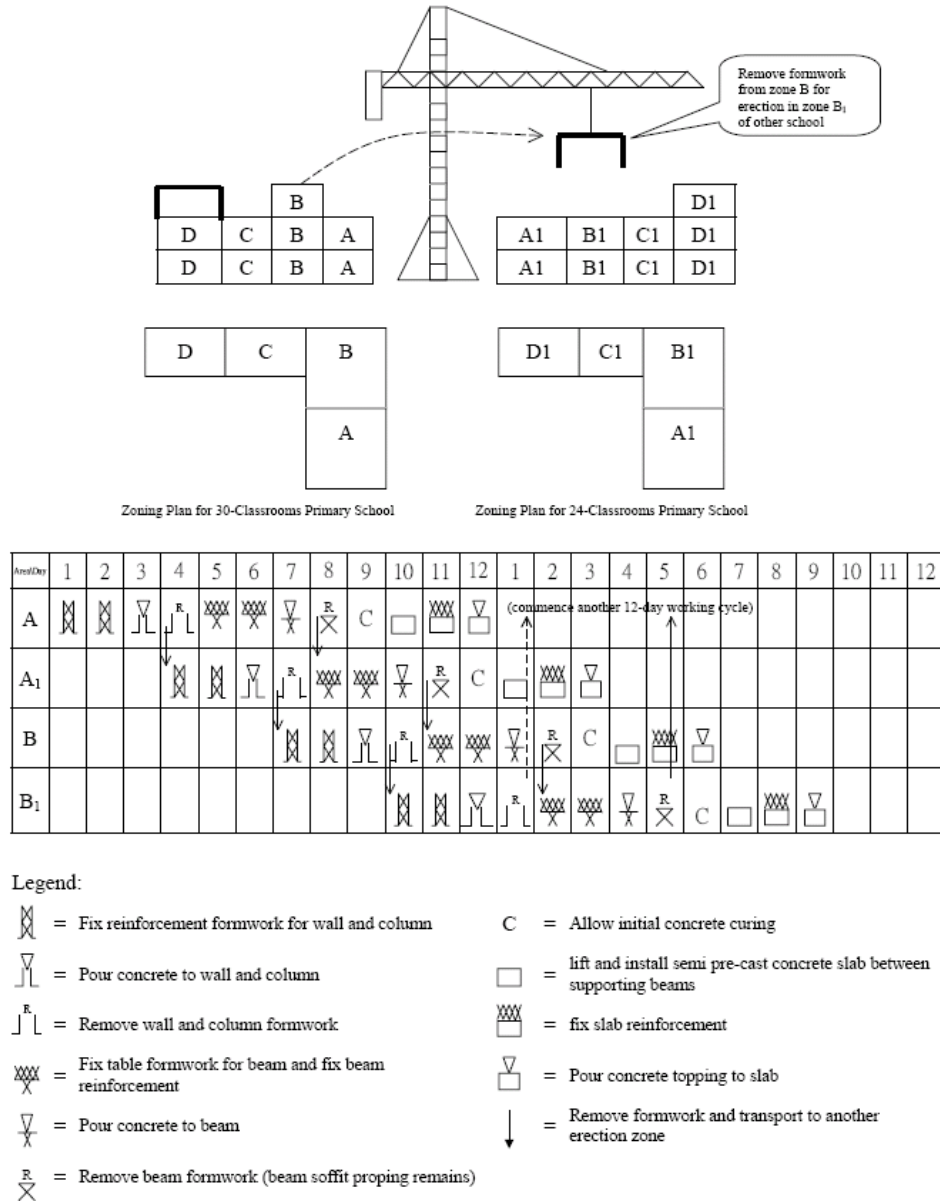 Remove formwork
from zone B for
erection in zone B1
of other school
B
D1
D C B A
A1 B1 C1 D1
D C B A
A1 B1 C1 D1
D C B
D1 C1 B1
A
A1
Zoning Plan for 30-Classrooms Primary School
Zoning Plan for 24-Classrooms Primary School
Area\Day 1 2 3 4 5 6 7 8 9 10 11 12 1 2 3 4 5 6 7 8 9 10 11 12
A R R C (commence another 12-day working cycle)
A1 R R C
B R R C
B1 R R C
Legend:
= Fix reinforcement formwork for wall and column
= Pour concrete to wall and column
R = Remove wall and column formwork
= Fix table formwork for beam and fix beam
reinforcement
= Pour concrete to beam
R = Remove beam formwork (beam soffit proping remains)
C = Allow initial concrete curing
= lift and install semi pre-cast concrete slab between
supporting beams
= fix slab reinforcement
= Pour concrete topping to slab
= Remove formwork and transport to another
erection zone